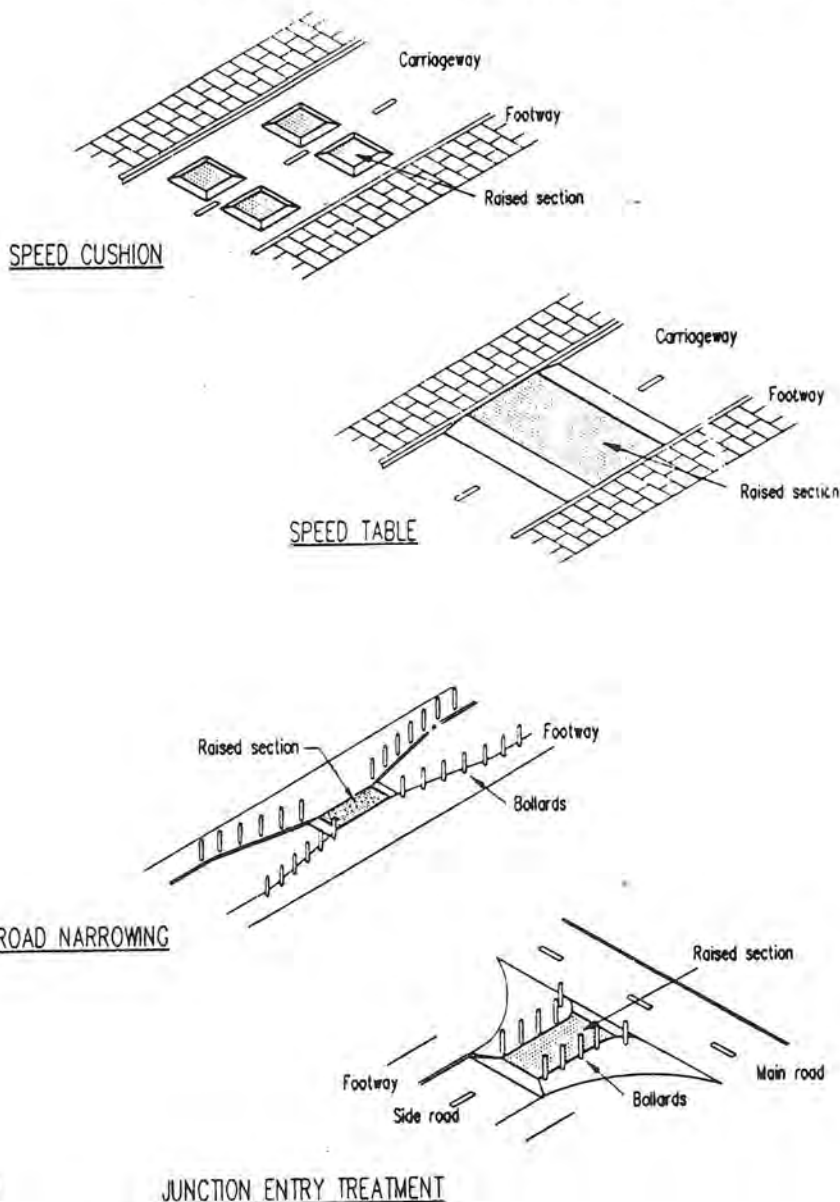 Carriageway
Footway
Raised section
SPEED CUSHION
Carriageway
Footway
Raised section
SPEED TABLE
Raised section
Footway
Bollards
ROAD NARROWING
Raised section
Footway
Main road
Side road
Bollards
JUNCTION ENTRY TREATMENT